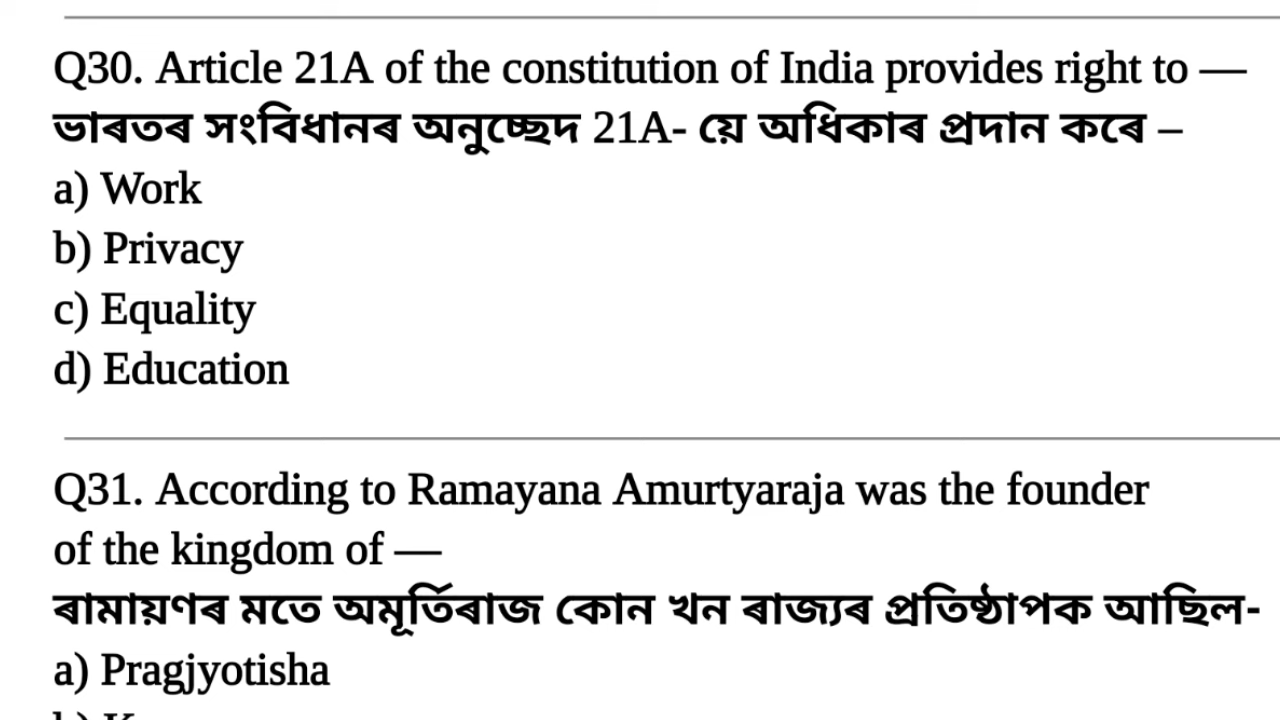 Q30. Article 21A of the constitution of India provides right to —
ভাৰতৰ সংবিধানৰ অনুচ্ছেদ 21A- য়ে অধিকাৰ প্ৰদান কৰে –
a) Work
b) Privacy
c) Equality
d) Education
Q31. According to Ramayana Amurtyaraja was the founder
of the kingdom of —
ৰামায়ণৰ মতে অমূৰ্তিৰাজ কোন খন ৰাজ্যৰ প্ৰতিষ্ঠাপক আছিল-
a) Pragjyotisha